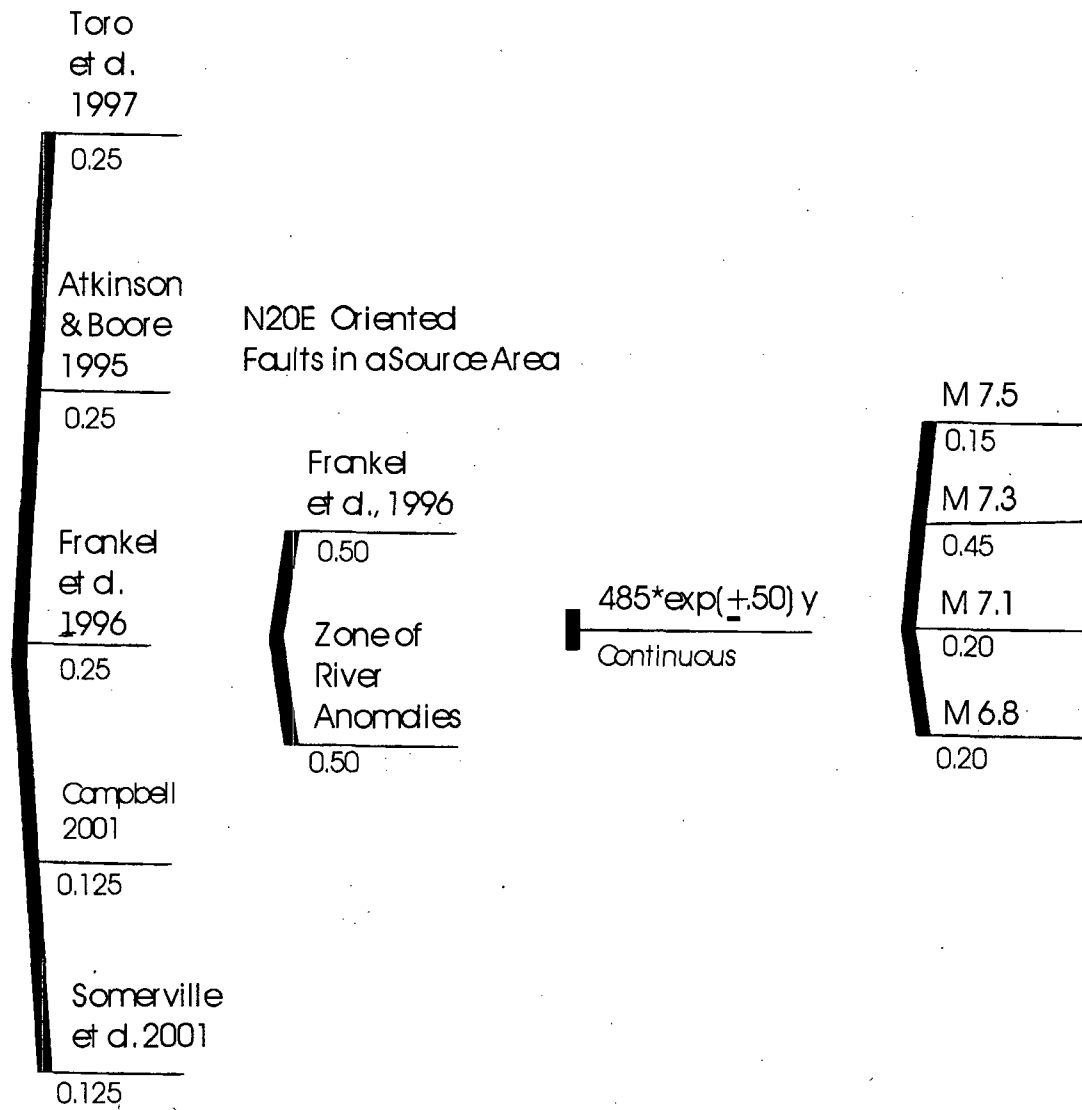 Toro
et al.
1997
0.25
Atkinson
& Boore
1995
0.25
Frankel
et al.
1996
0.25
Campbell
2001
0.125
Somerville
et al. 2001
0.125
N20E Oriented
Faults in a Source Area
Frankel
et al., 1996
0.50
Zone of
River
Anomalies
0.50
485*exp(±.50) y
Continuous
M 7.5
0.15
M 7.3
0.45
M 7.1
0.20
M 6.8
0.20